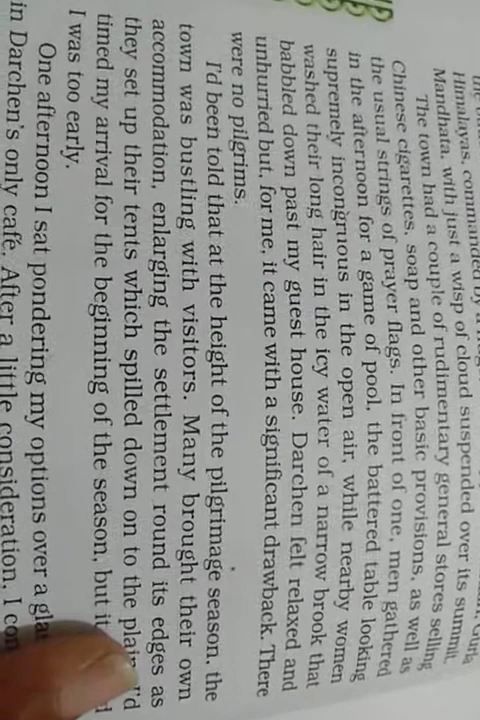 Himalayas, commanded by
Mandhata, with just a wisp of cloud suspended over its summit.
The town had a couple of rudimentary general stores selling
Chinese cigarettes, soap and other basic provisions, as well as
the usual strings of prayer flags. In front of one, men gathered
in the afternoon for a game of pool, the battered table looking
supremely incongruous in the open air, while nearby women
washed their long hair in the icy water of a narrow brook that
babbled down past my guest house. Darchen felt relaxed and
unhurried but, for me, it came with a significant drawback. There
were no pilgrims.
I'd been told that at the height of the pilgrimage season, the
town was bustling with visitors. Many brought their own
accommodation, enlarging the settlement round its edges as
they set up their tents which spilled down on to the plain. I'd
timed my arrival for the beginning of the season, but it
I was too early.
One afternoon I sat pondering my options over a
in Darchen's only café. After a little consideration, I